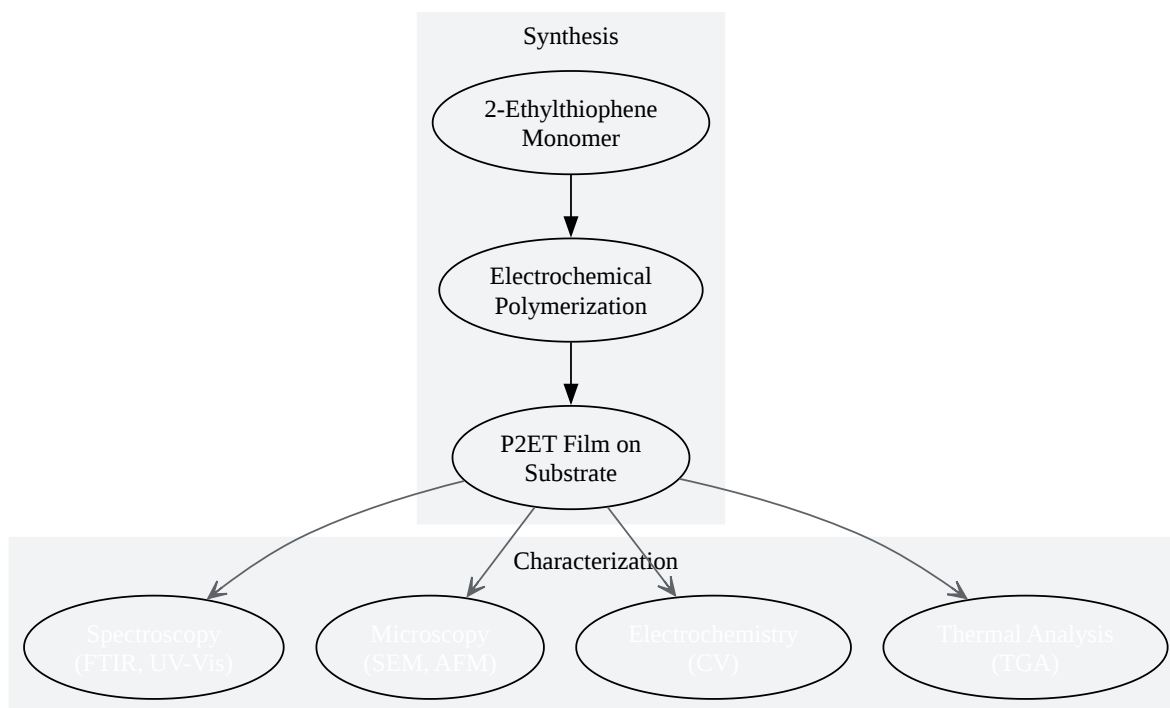 Synthesis
2-Ethylthiophene
Monomer
Electrochemical
Polymerization
P2ET Film on
Substrate
Characterization
Spectroscopy
(FTIR, UV-Vis)
Microscopy
(SEM, AFM)
Electrochemistry
(CV)
Thermal Analysis
(TGA)